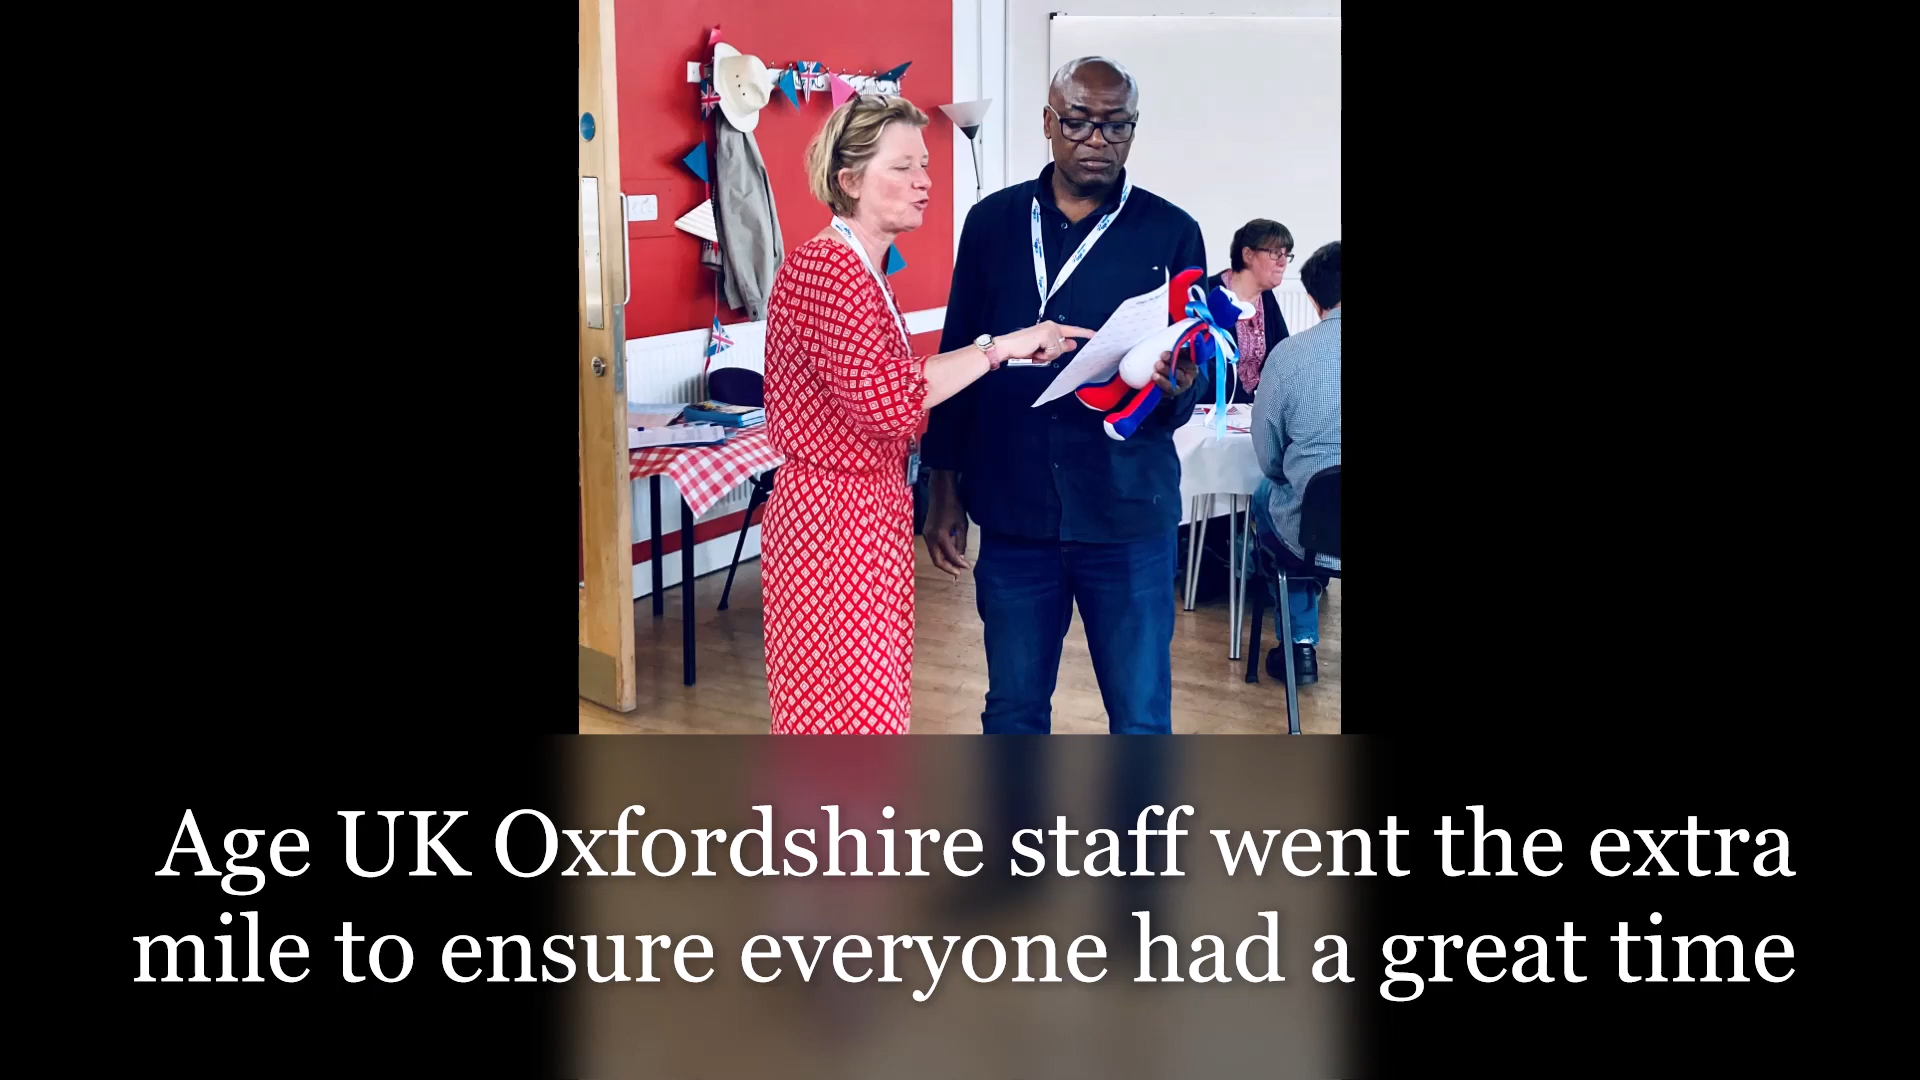 Age UK Oxfordshire staff went the extra
mile to ensure everyone had a great time